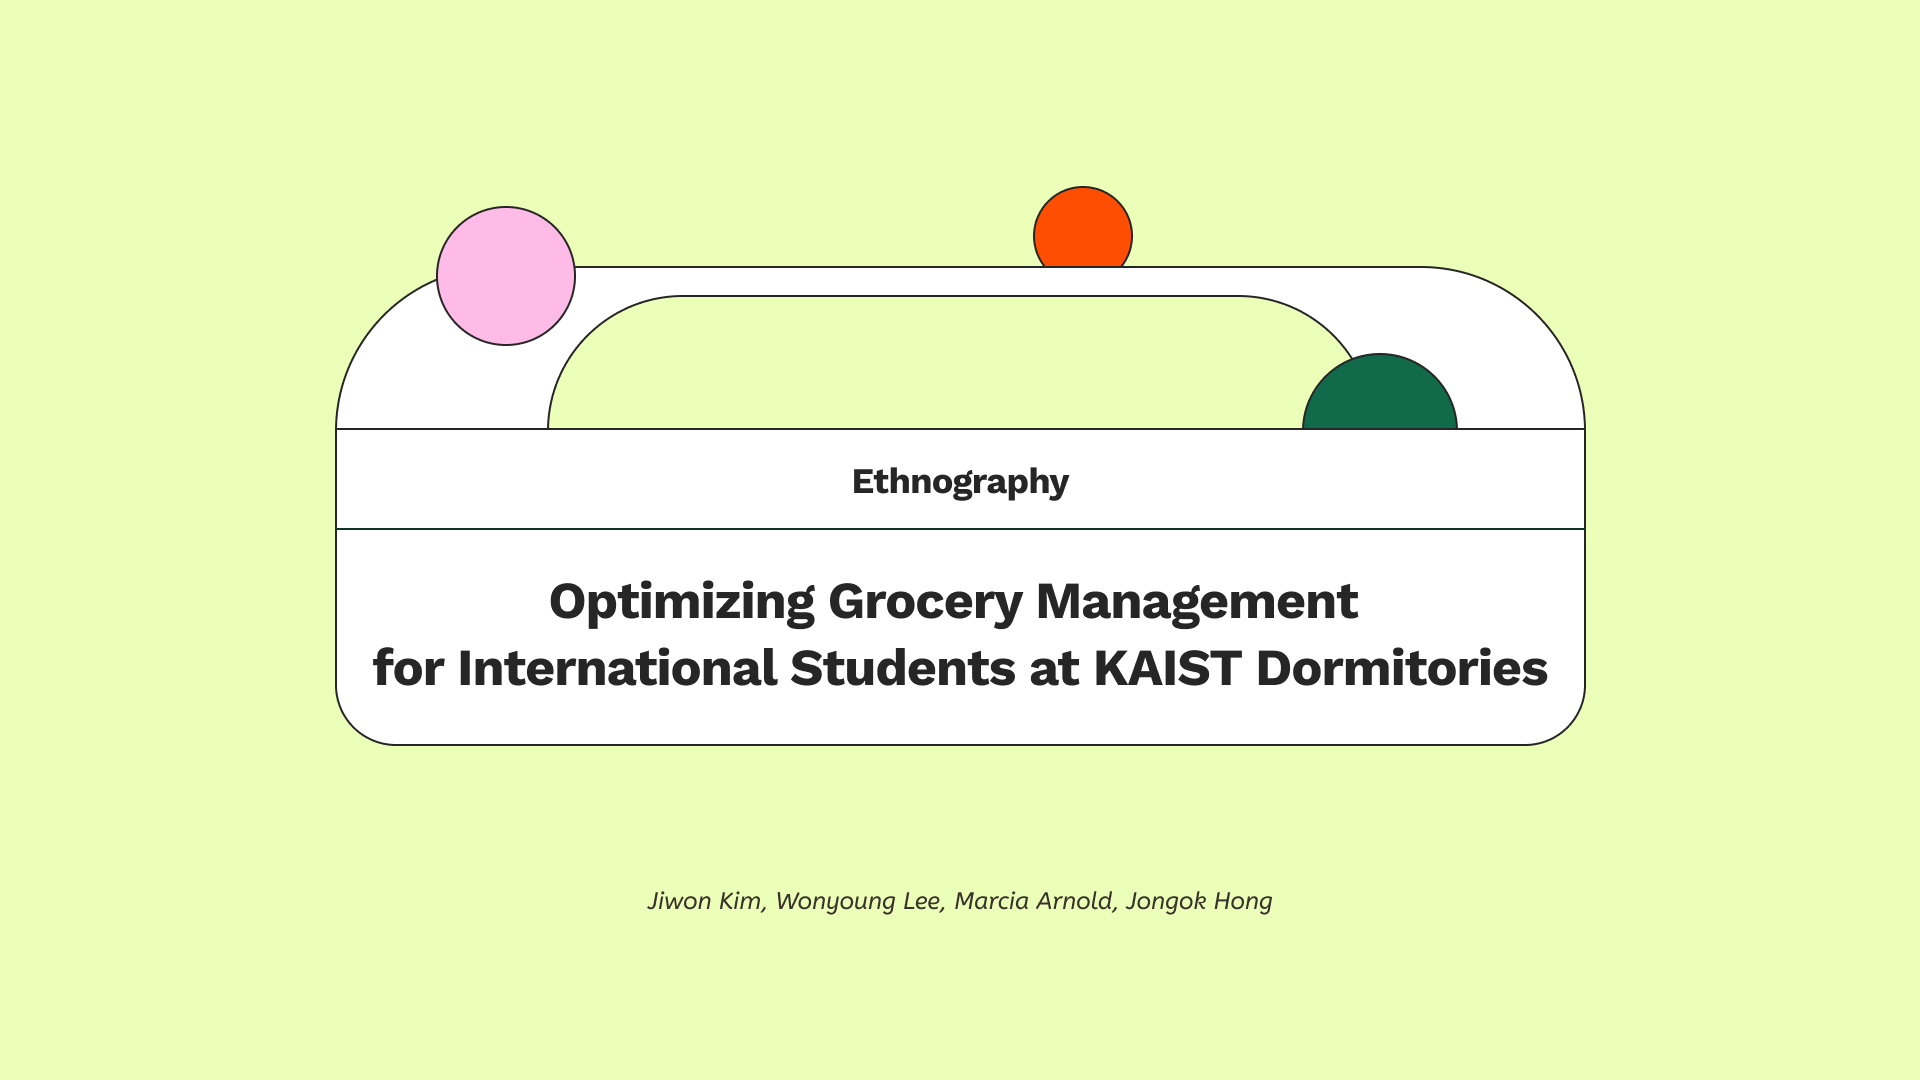 Ethnography
Optimizing Grocery Management
for International Students at KAIST Dormitories
Jiwon Kim, Wonyoung Lee, Marcia Arnold, Jongok Hong